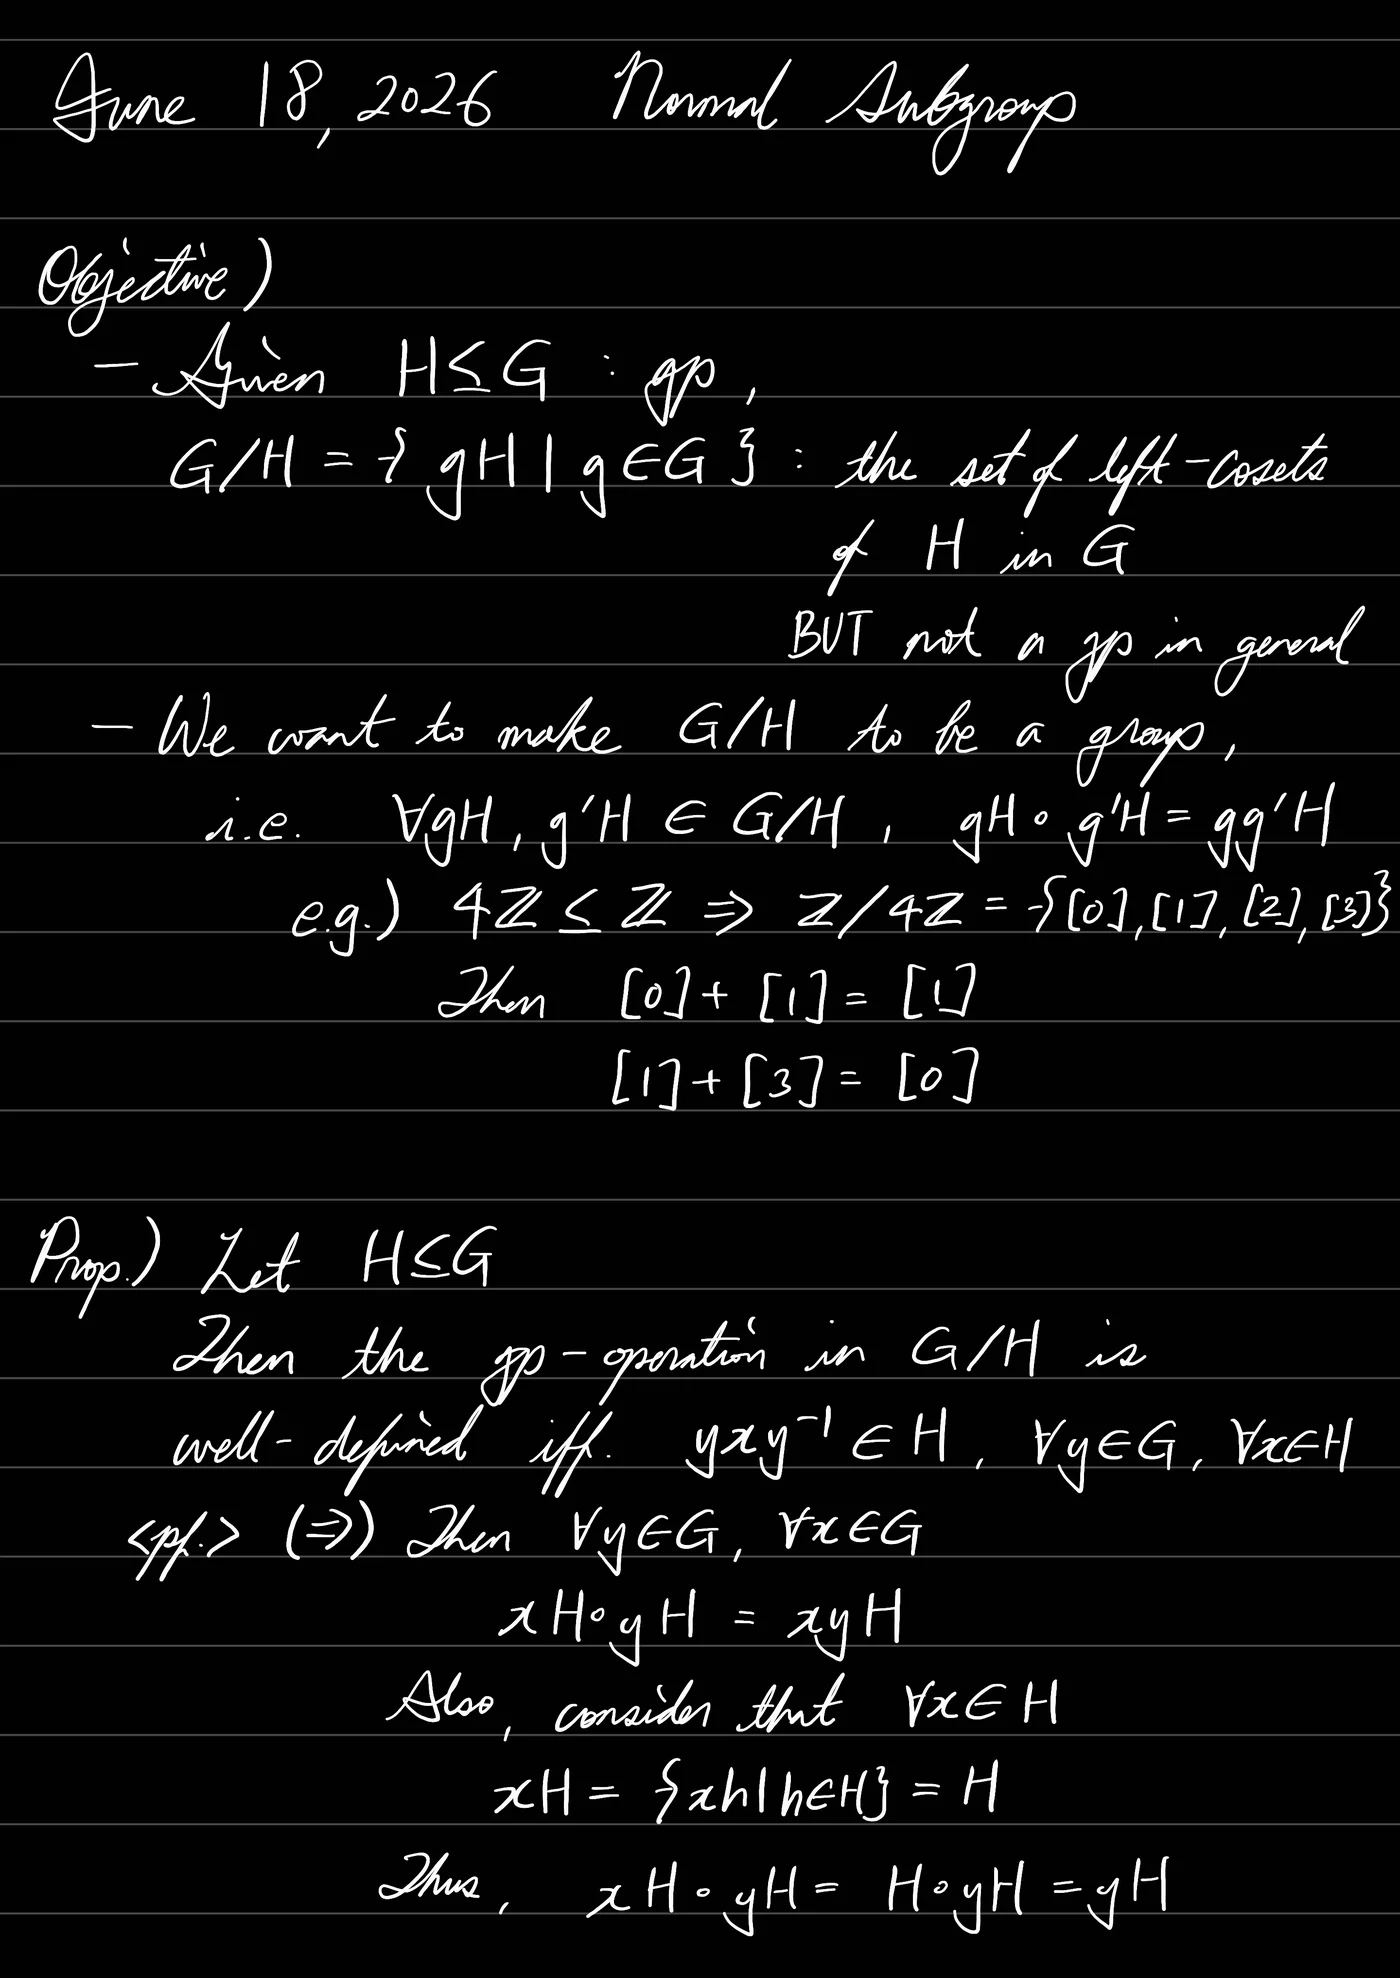 June 18, 2026 Normal Subgroup
Objective)
- Given H≤G : gp,
G/H = { gH | g∈G } : the set of left-cosets
of H in G
BUT not a gp in general
- We want to make G/H to be a group,
i.e. ∀gH, g'H ∈ G/H, gH∘g'H = gg'H
e.g.) 4ℤ ≤ ℤ ⇒ ℤ/4ℤ = {[0],[1],[2],[3]}
Then [0]+[1]=[1]
[1]+[3]=[0]
Prop.) Let H≤G
Then the gp-operation in G/H is
well-defined iff. yxy⁻¹∈H, ∀y∈G, ∀x∈H
<pf.> (⇒) Then ∀y∈G, ∀x∈G
xH∘yH = xyH
Also, consider that ∀x∈H
xH = {xh|h∈H} = H
Thus, xH∘yH = H∘yH = yH